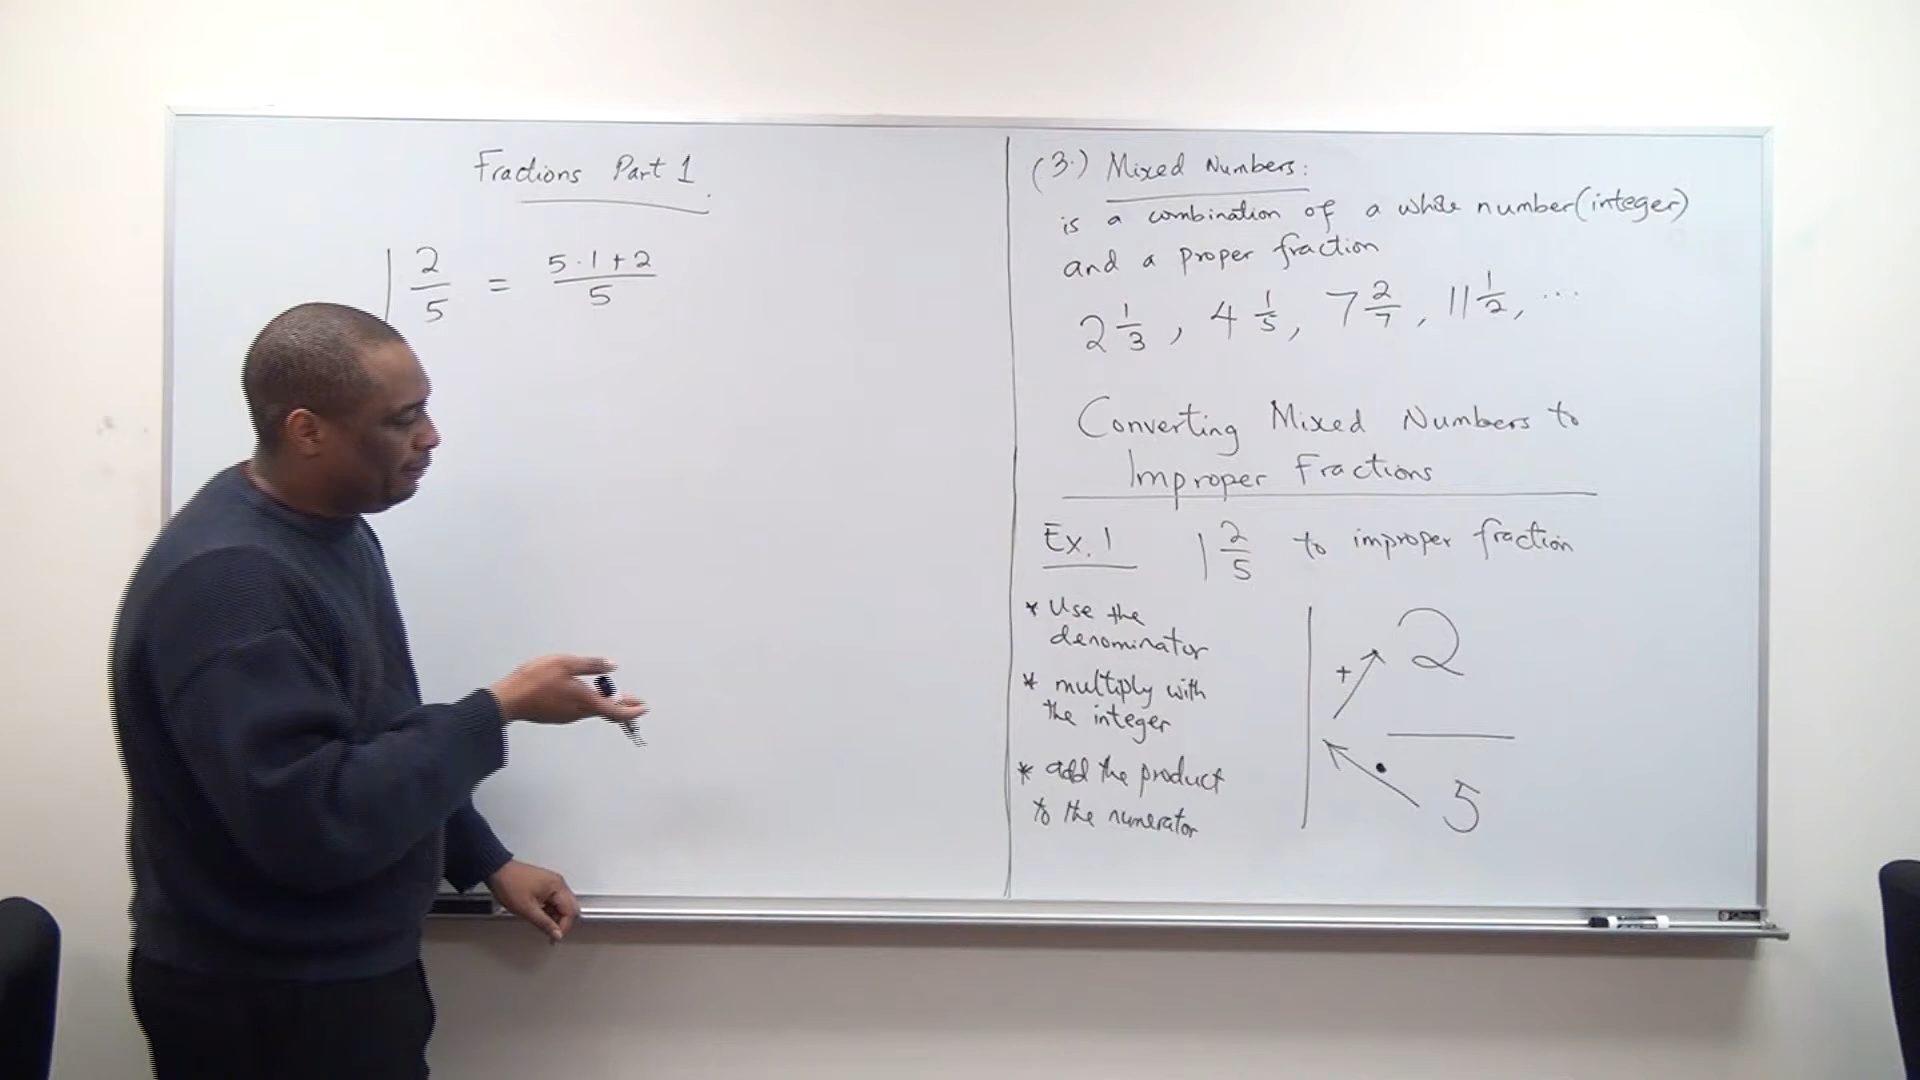 Fractions Part 1.
1 2/5 = 5·1+2/5
(3.) Mixed Numbers:
is a combination of a whole number(integer)
and a proper fraction
2 1/3, 4 1/5, 7 2/7, 11 1/2, ...
Converting Mixed Numbers to
Improper Fractions
Ex. 1 1 2/5 to improper fraction
* Use the
denominator
* multiply with
the integer
* add the product
to the numerator
1 + 2
· 5